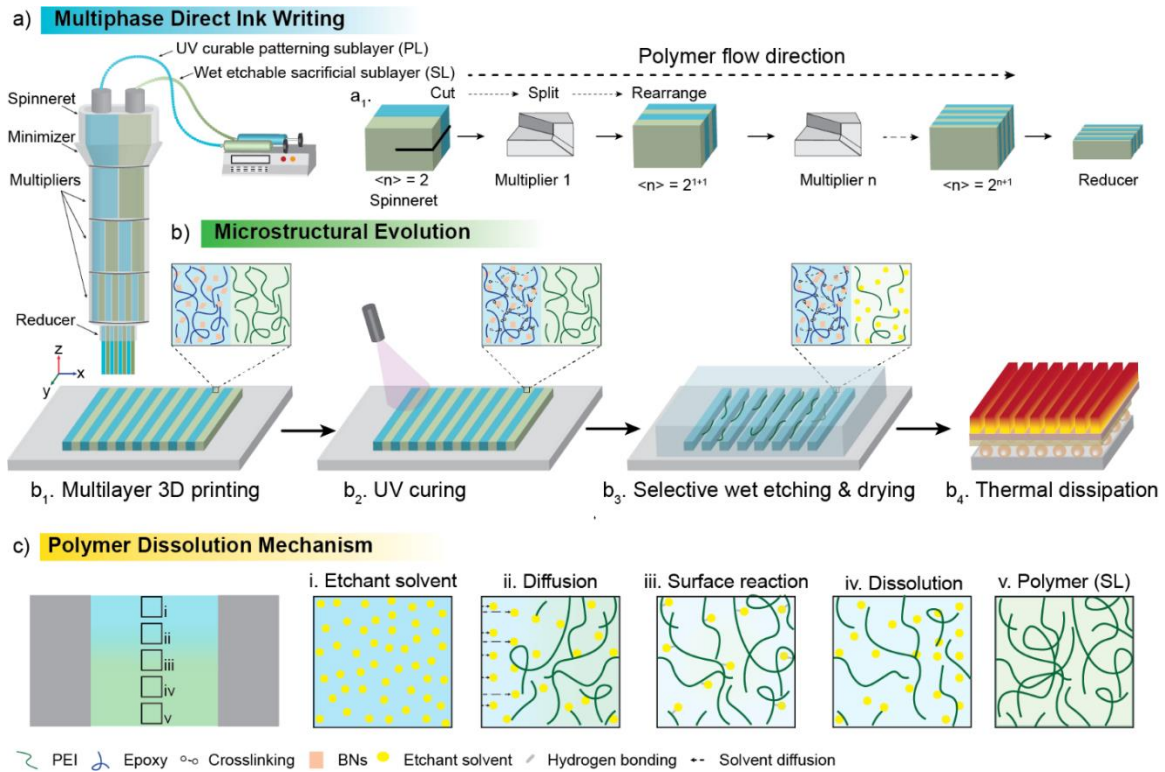 a) Multiphase Direct Ink Writing
UV curable patterning sublayer (PL)
Wet etchable sacrificial sublayer (SL)
Spinneret
Minimizer
Multipliers
Reducer
z
y
x
Polymer flow direction
a₁.
Cut
Split
Rearrange
<n> = 2
Spinneret
Multiplier 1
<n> = 2¹⁺¹
Multiplier n
<n> = 2ⁿ⁺¹
Reducer
b) Microstructural Evolution
b₁. Multilayer 3D printing
b₂. UV curing
b₃. Selective wet etching & drying
b₄. Thermal dissipation
c) Polymer Dissolution Mechanism
i
ii
iii
iv
v
i. Etchant solvent
ii. Diffusion
iii. Surface reaction
iv. Dissolution
v. Polymer (SL)
PEI Epoxy Crosslinking BNs Etchant solvent Hydrogen bonding Solvent diffusion